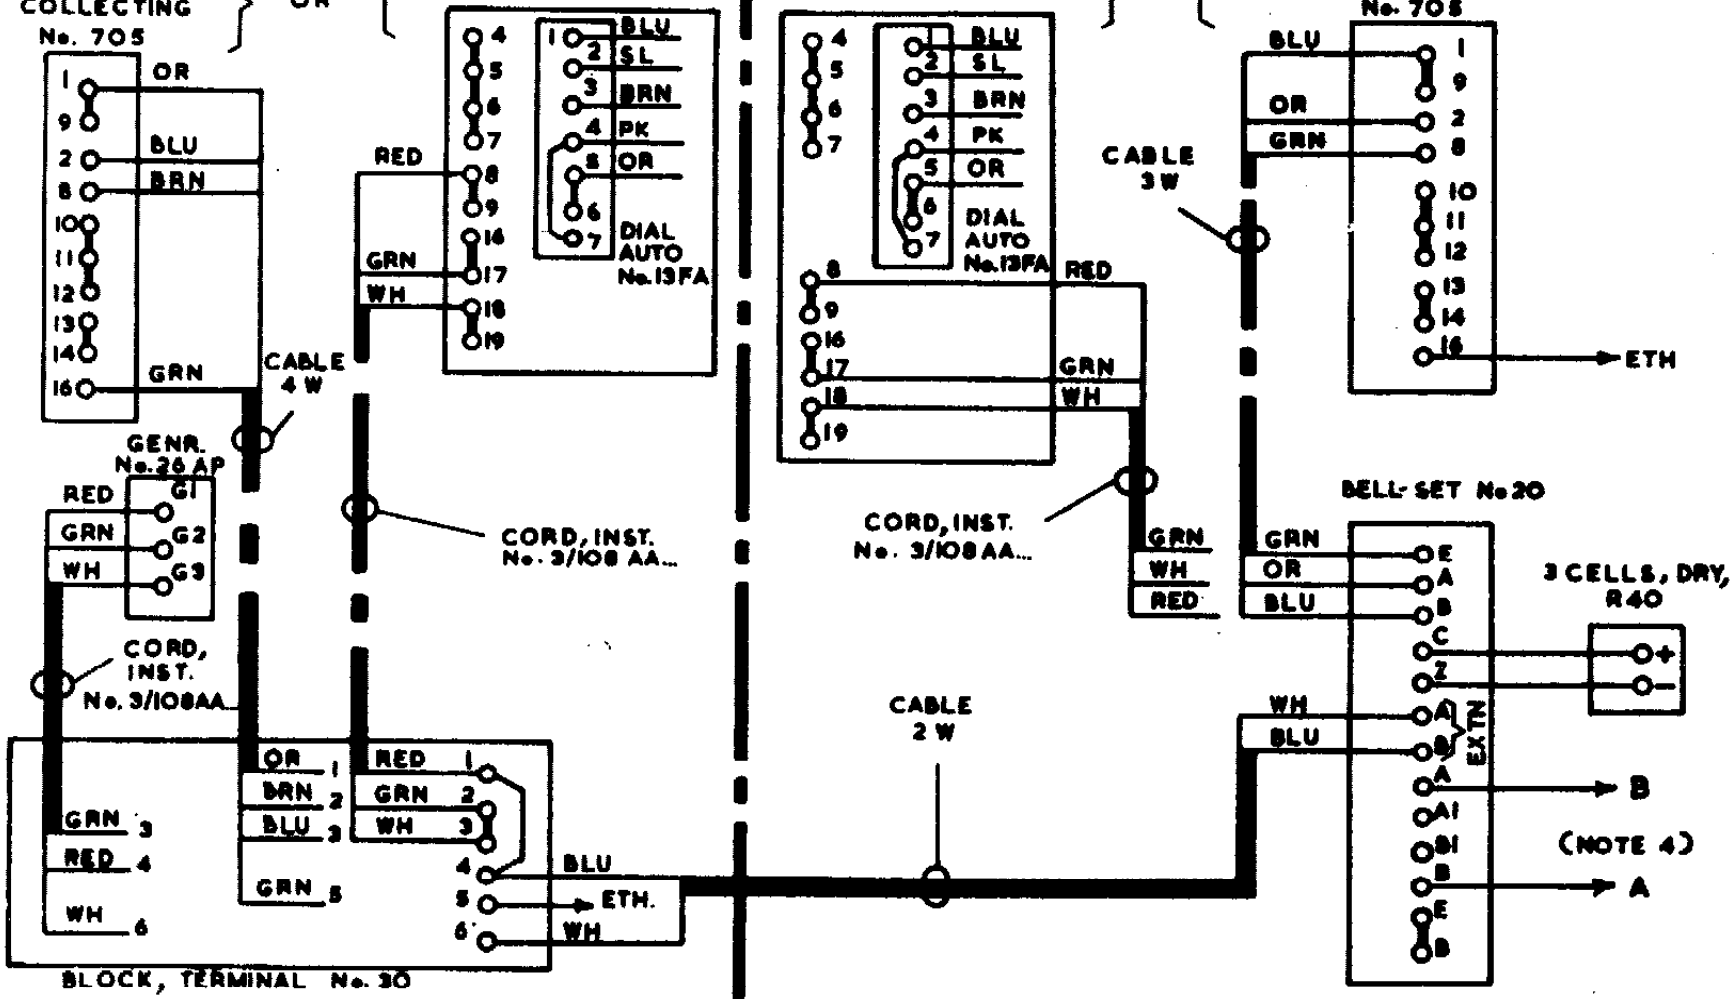 COLLECTING
No. 705
OR
1
OR
9
2
BLU
8
BRN
10
11
12
13
14
16
GRN
CABLE
4 W
GENR.
No. 26 AP
RED
G1
GRN
G2
WH
G3
CORD,
INST.
No. 3/108AA...
4
5
6
7
RED
8
9
16
GRN
17
WH
18
19
1
BLU
2
SL
3
BRN
4
PK
5
OR
6
7
DIAL
AUTO
No. 13FA
CORD, INST.
No. 3/108 AA...
GRN 3
RED 4
WH 6
OR 1
BRN 2
BLU 3
GRN 5
RED 1
GRN 2
WH 3
4
BLU
5
ETH.
6
WH
BLOCK, TERMINAL No. 30
4
5
6
7
1
BLU
2
SL
3
BRN
4
PK
5
OR
6
7
DIAL
AUTO
No. 13FA
8
RED
9
16
17
GRN
18
WH
19
CORD, INST.
No. 3/108 AA...
GRN
WH
RED
CABLE
2 W
CABLE
3 W
No. 705
BLU
1
9
OR
2
GRN
8
10
11
12
13
14
16
ETH
BELL-SET No 20
GRN
E
OR
A
BLU
B
C
Z
3 CELLS, DRY,
R40
+
−
WH
A
BLU
B
EXTN
A
B
A1
B1
(NOTE 4)
B
A
E
B